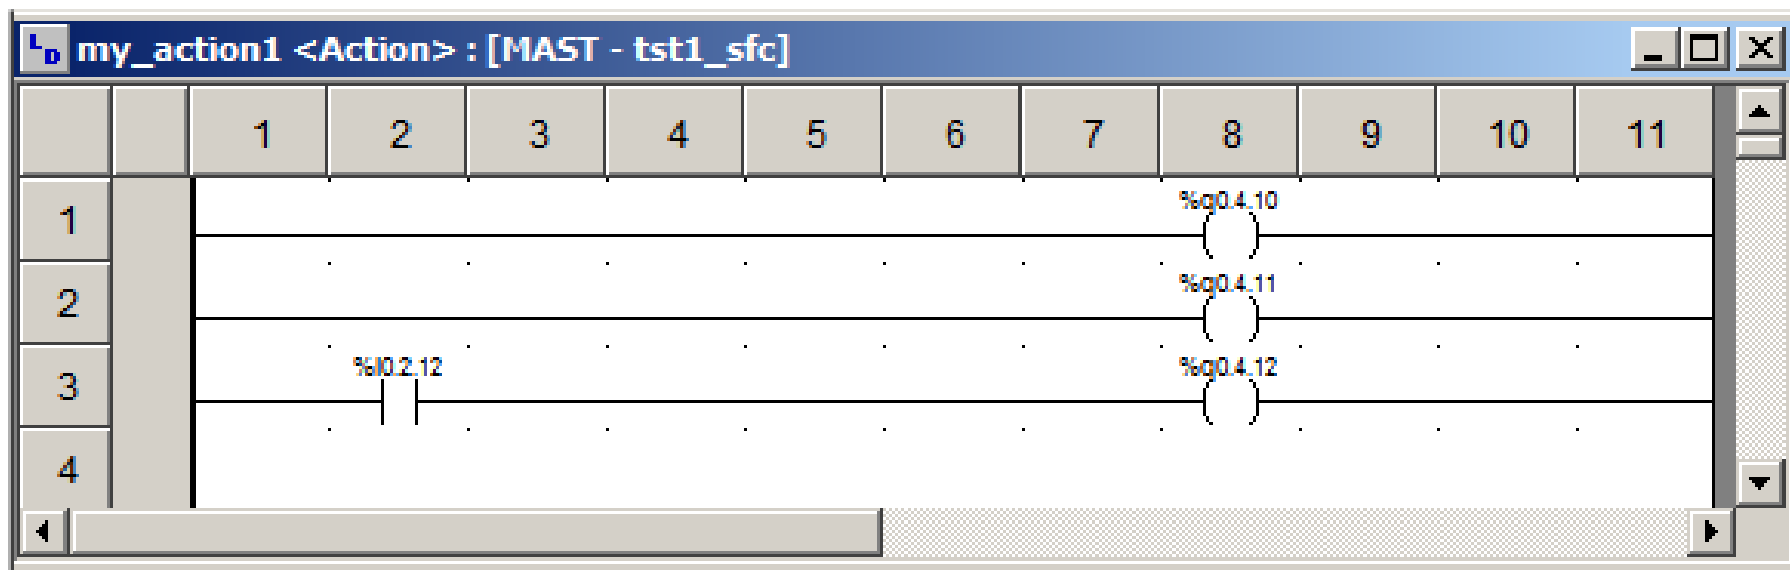 LD my_action1 <Action> : [MAST - tst1_sfc]
1 2 3 4 5 6 7 8 9 10 11
%q0.4.10
1
%q0.4.11
2
%i0.2.12 %q0.4.12
3
4